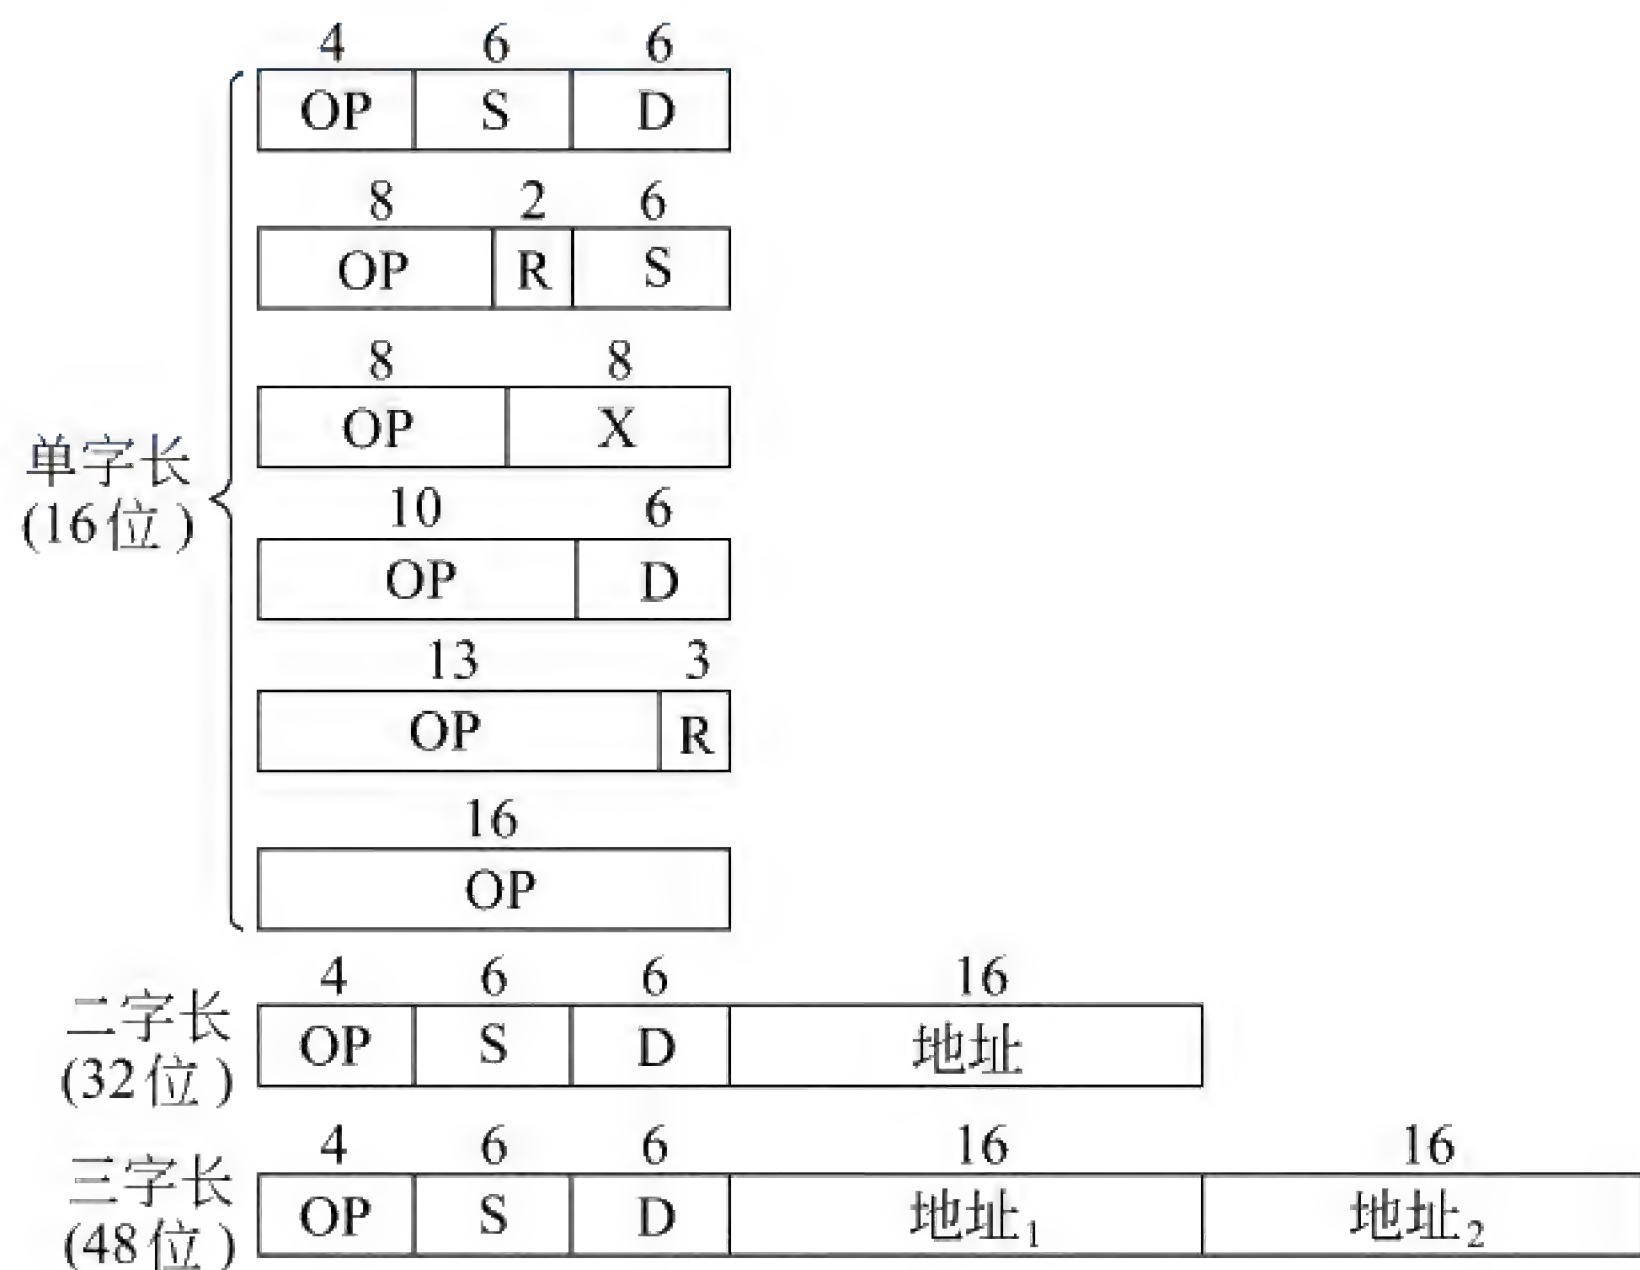 4 6 6
OP S D
8 2 6
OP R S
8 8
OP X
单字长
(16位)
10 6
OP D
13 3
OP R
16
OP
4 6 6 16
二字长
(32位)
OP S D 地址
4 6 6 16 16
三字长
(48位)
OP S D 地址₁ 地址₂